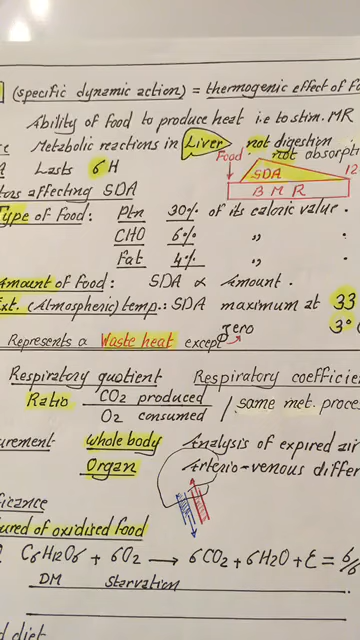 (specific dynamic action) = thermogenic effect of Fo
Ability of food to produce heat i.e to stim. MR
Metabolic reactions in Liver not digestion
not absorpti
Lasts 6H
Food
SDA
12
BMR
tors affecting SDA
Type of Food: Ptn 30% of its caloric value.
CHO 6% ,, .
Fat 4% ,, .
Amount of Food: SDA ∝ Amount.
Ext. (Atmospheric) temp.: SDA maximum at 33
zero 3°
Represents a Waste heat except
Respiratory quotient Respiratory coefficie
Ratio CO2 produced / same met. proce
O2 consumed
urement whole body Analysis of expired air
Organ Arterio-venous differ
ficance
ured of oxidised food
C6H12O6 + 6O2 → 6CO2 + 6H2O + E = 6/6
DM Starvation
d diet